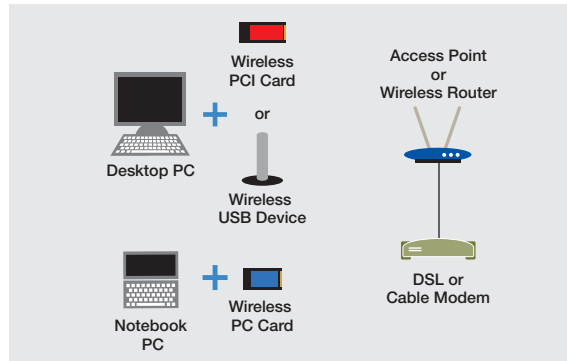 Wireless
PCI Card
or
Desktop PC
Wireless
USB Device
Notebook
PC
Wireless
PC Card
Access Point
or
Wireless Router
DSL or
Cable Modem